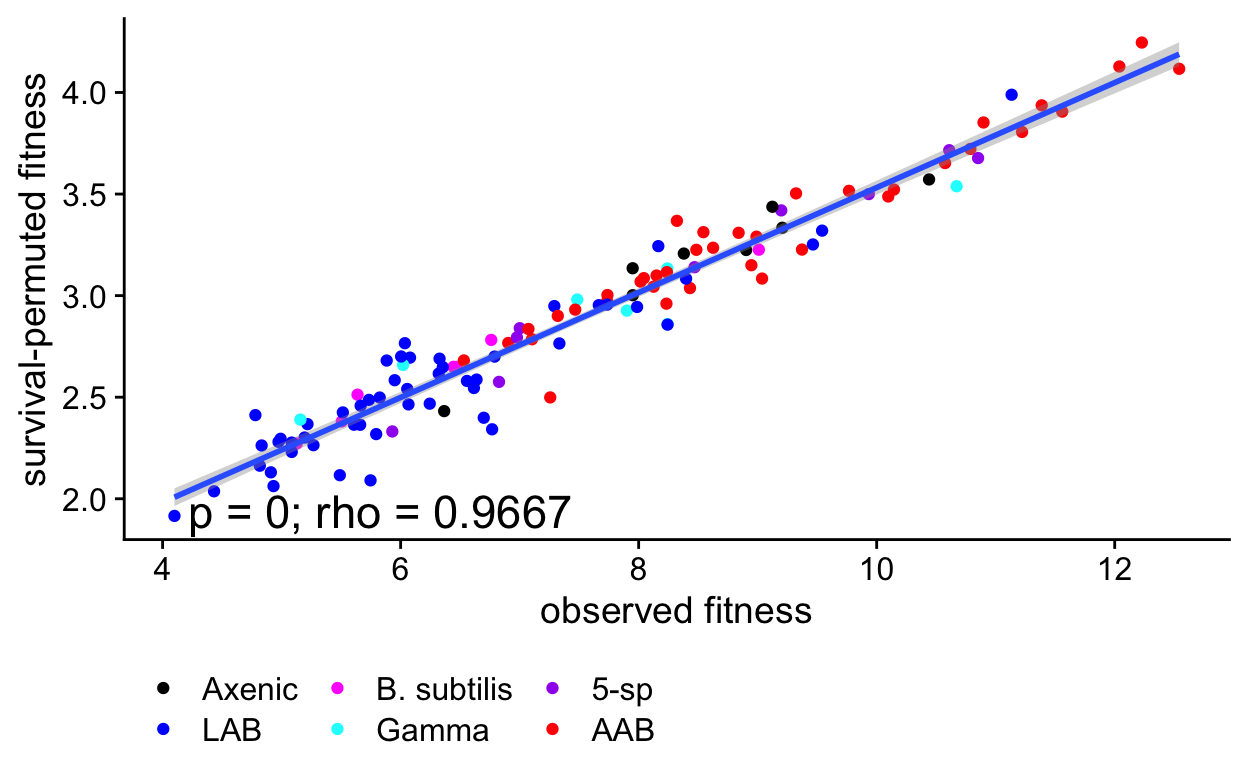 survival-permuted fitness
4.0
3.5
3.0
2.5
2.0
p = 0; rho = 0.9667
4 6 8 10 12
observed fitness
Axenic B. subtilis 5-sp
LAB Gamma AAB